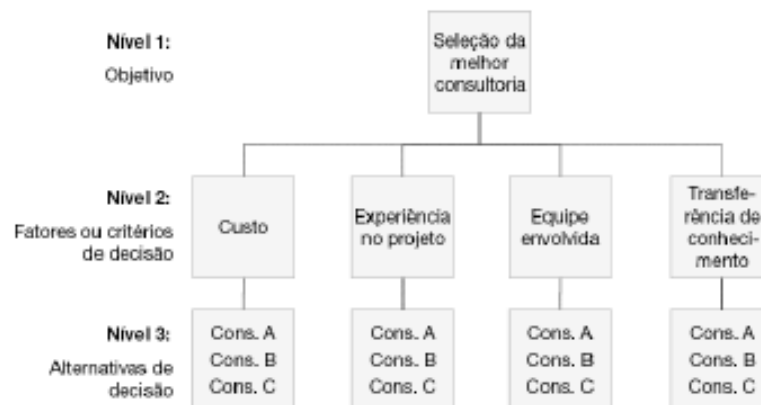 Nível 1:
Objetivo
Seleção da
melhor
consultoria
Nível 2:
Fatores ou critérios
de decisão
Custo
Experiência
no projeto
Equipe
envolvida
Transfe-
rência de
conheci-
mento
Nível 3:
Alternativas de
decisão
Cons. A
Cons. B
Cons. C
Cons. A
Cons. B
Cons. C
Cons. A
Cons. B
Cons. C
Cons. A
Cons. B
Cons. C